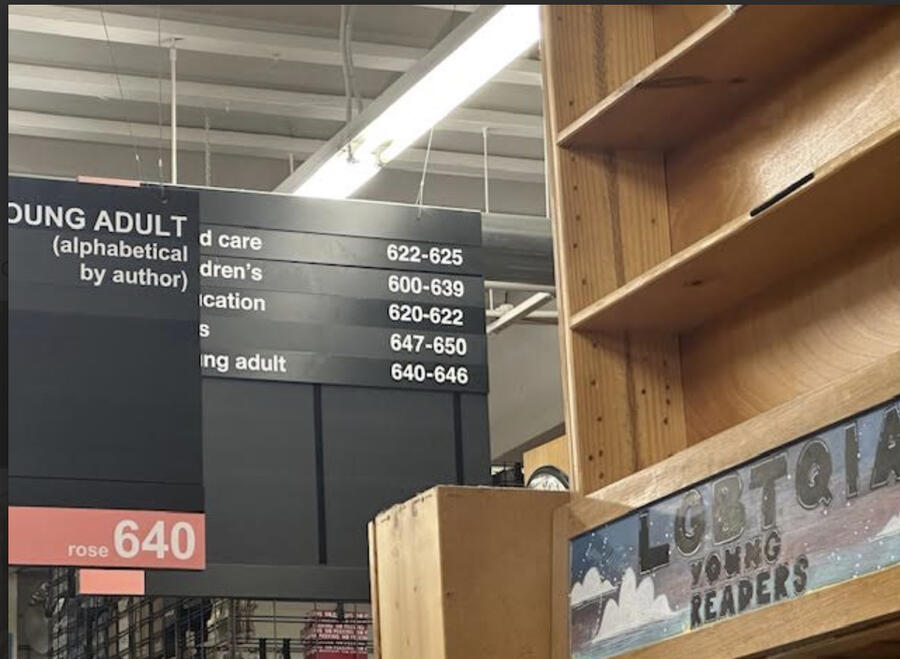 OUNG ADULT
(alphabetical
by author)
rose 640
d care 622-625
dren's 600-639
cation 620-622
s 647-650
ng adult 640-646
LGBTQIA
YOUNG
READERS